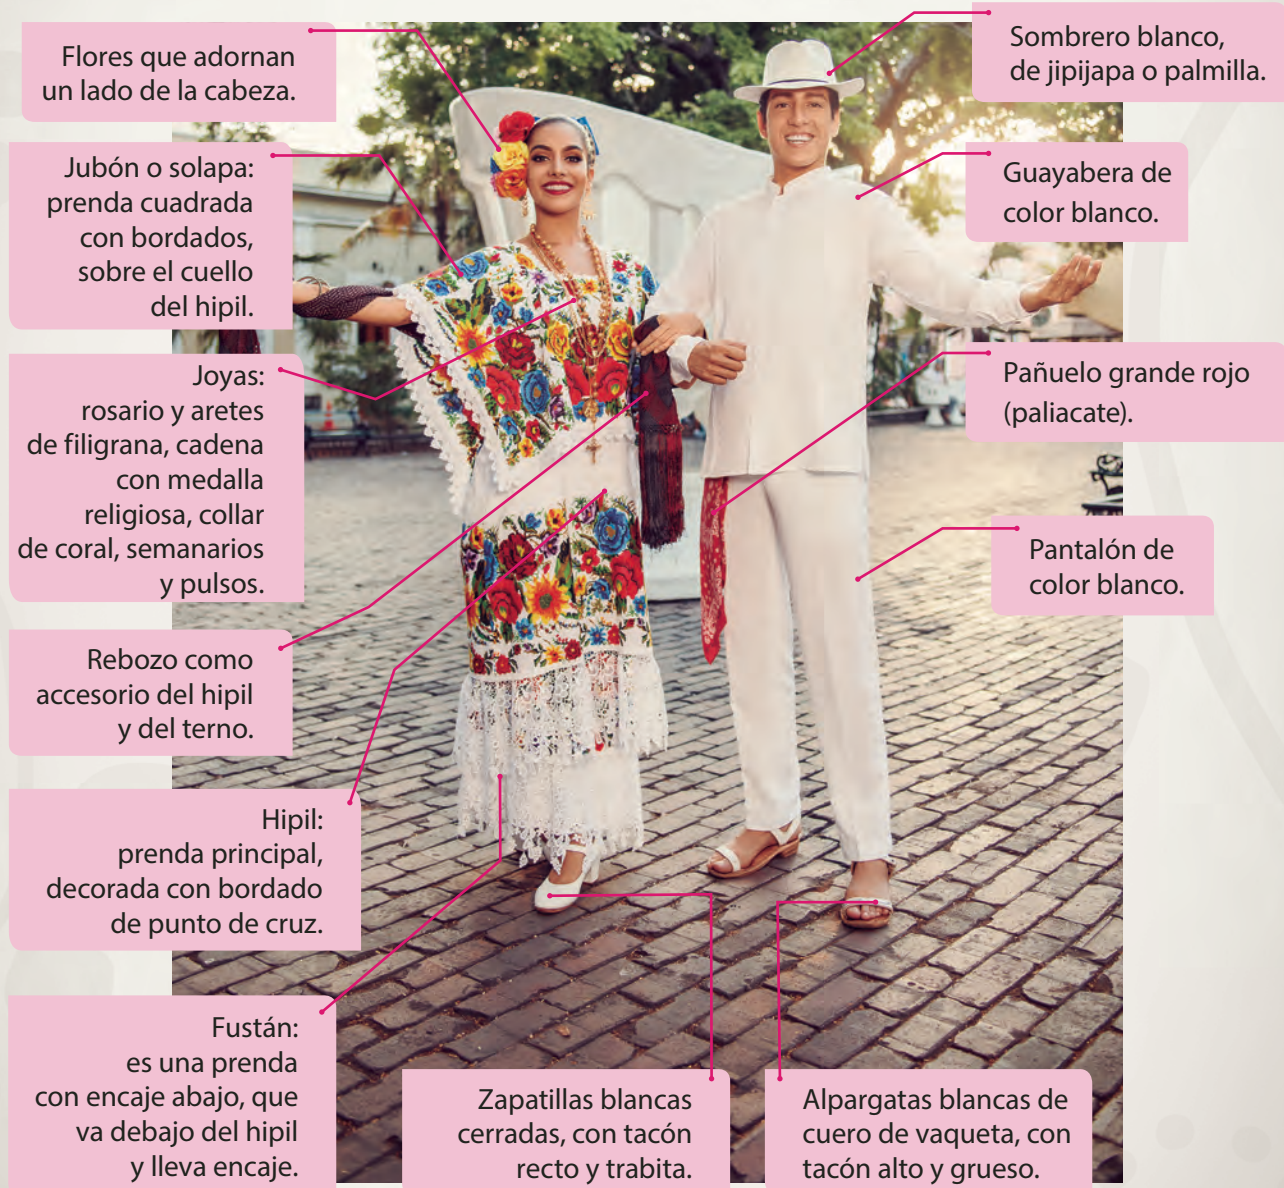 Flores que adornan
un lado de la cabeza.
Jubón o solapa:
prenda cuadrada
con bordados,
sobre el cuello
del hipil.
Joyas:
rosario y aretes
de filigrana, cadena
con medalla
religiosa, collar
de coral, semanarios
y pulsos.
Rebozo como
accesorio del hipil
y del terno.
Hipil:
prenda principal,
decorada con bordado
de punto de cruz.
Fustán:
es una prenda
con encaje abajo, que
va debajo del hipil
y lleva encaje.
Zapatillas blancas
cerradas, con tacón
recto y trabita.
Alpargatas blancas de
cuero de vaqueta, con
tacón alto y grueso.
Sombrero blanco,
de jipijapa o palmilla.
Guayabera de
color blanco.
Pañuelo grande rojo
(paliacate).
Pantalón de
color blanco.